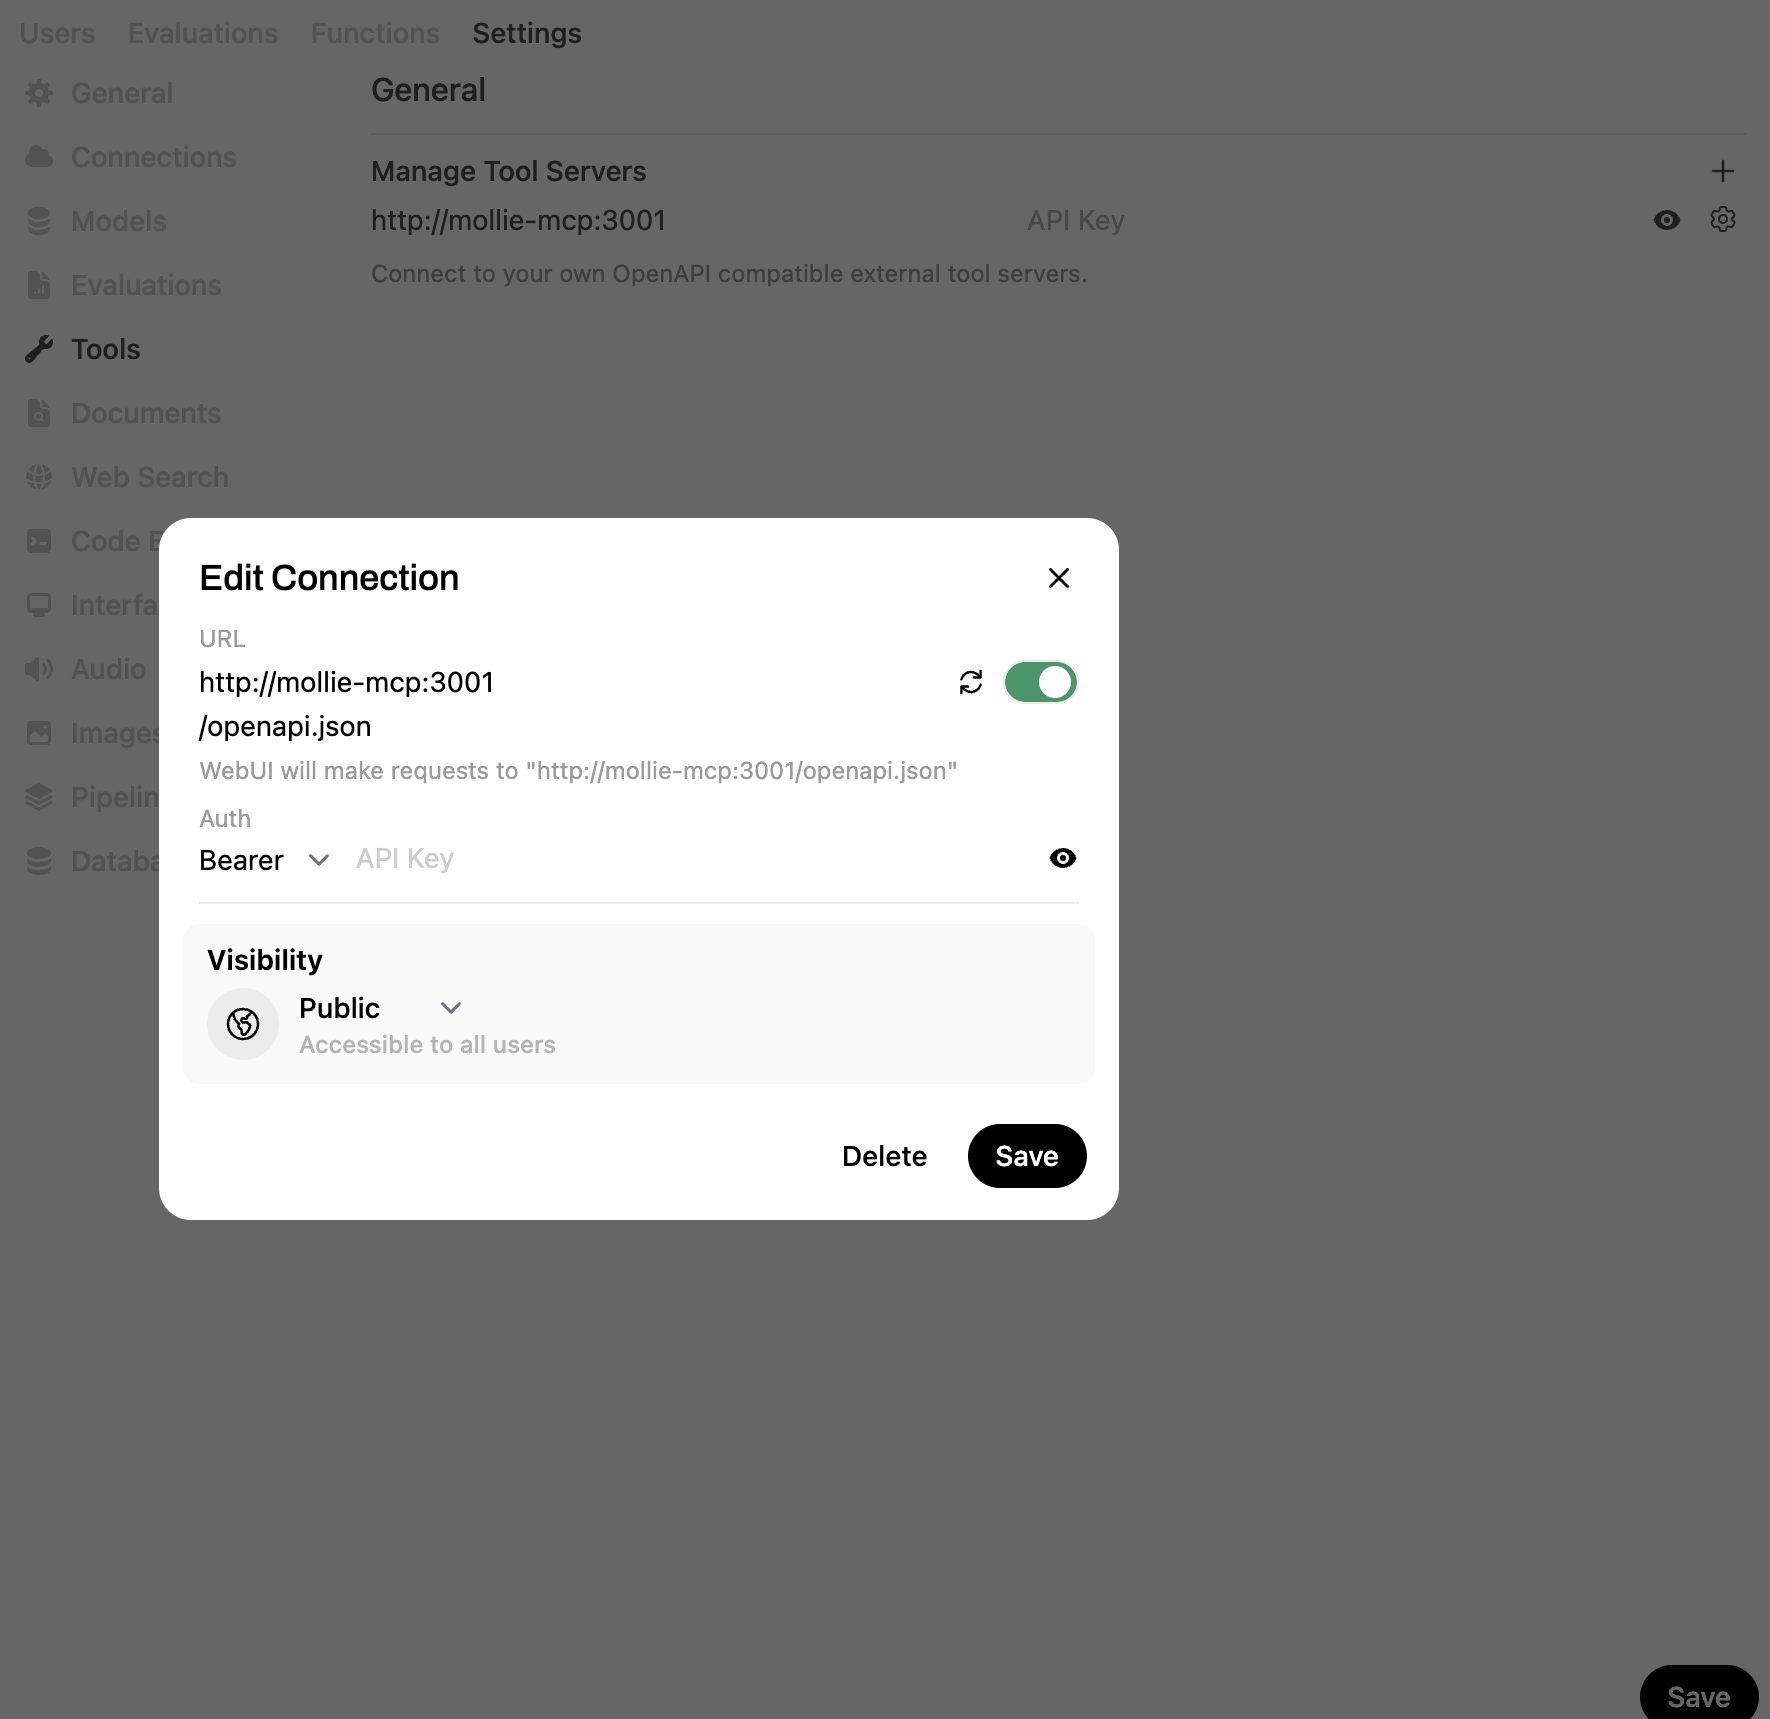 Users Evaluations Functions Settings
General
Connections
Models
Evaluations
Tools
Documents
Web Search
Code E
Interfa
Audio
Images
Pipelin
Databa
General
Manage Tool Servers
http://mollie-mcp:3001 API Key
Connect to your own OpenAPI compatible external tool servers.
Edit Connection
URL
http://mollie-mcp:3001
/openapi.json
WebUI will make requests to "http://mollie-mcp:3001/openapi.json"
Auth
Bearer API Key
Visibility
Public
Accessible to all users
Delete Save
Save